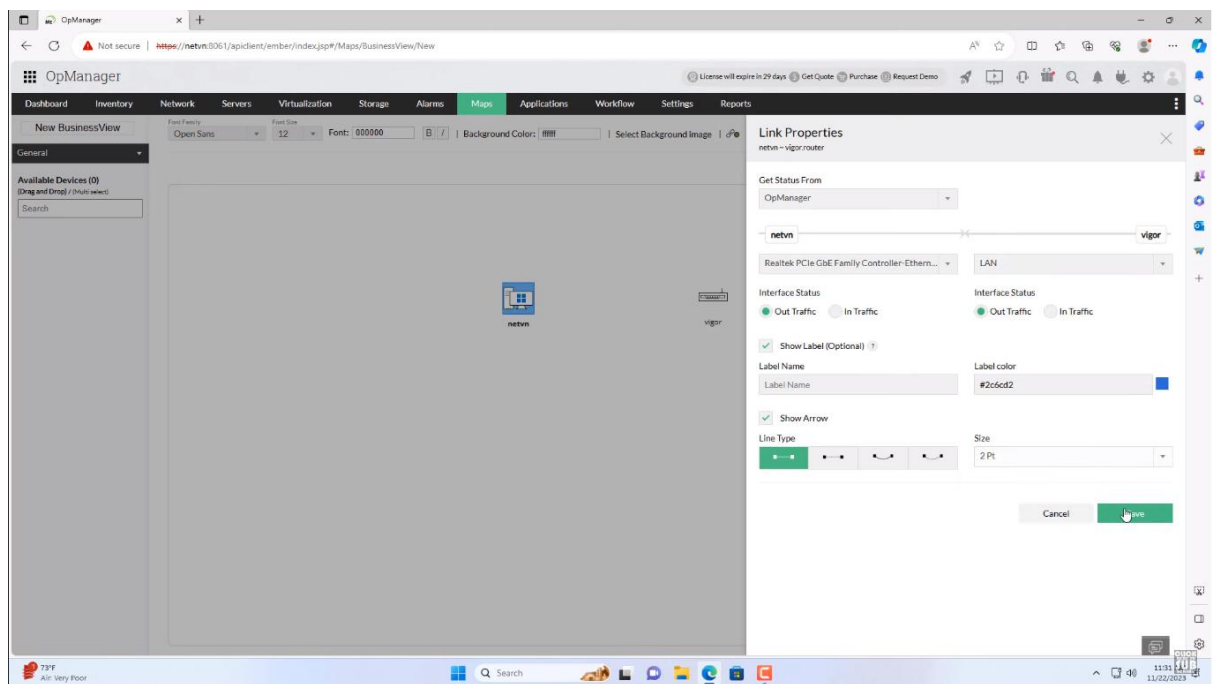 OpManager
Not secure | https://netvn:8061/apiclient/ember/index.jsp#/Maps/BusinessView/New
OpManager
License will expire in 29 days Get Quote Purchase Request Demo
Dashboard Inventory Network Servers Virtualization Storage Alarms Maps Applications Workflow Settings Reports
New BusinessView
Font Family Font Size
Open Sans 12 Font: 000000 B I | Background Color: ffffff | Select Background Image |
General
Available Devices (0)
(Drag and Drop) / (Multi select)
Search
netvn
vigor
Link Properties
netvn – vigor.router
Get Status From
OpManager
netvn vigor
Realtek PCIe GbE Family Controller-Ethern... LAN
Interface Status Interface Status
Out Traffic In Traffic Out Traffic In Traffic
Show Label (Optional) ?
Label Name Label color
Label Name #2c6cd2
Show Arrow
Line Type Size
2 Pt
Cancel Save
73°F
Air: Very Poor
Search
11:31
11/22/2023